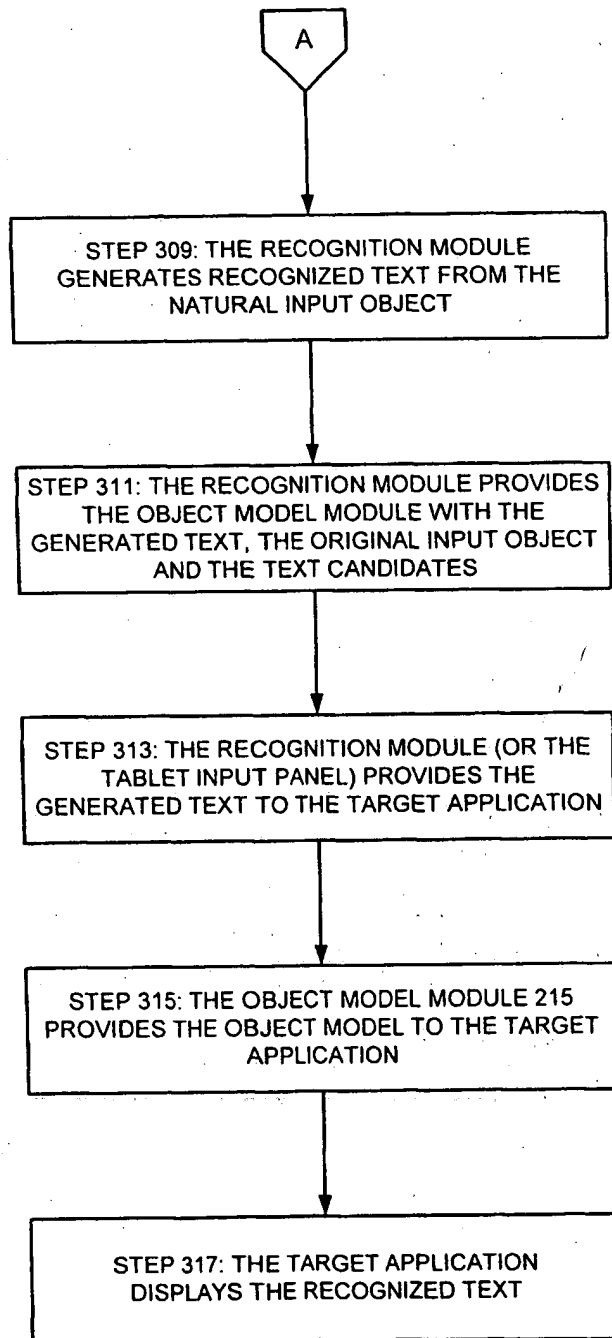 A
STEP 309: THE RECOGNITION MODULE
GENERATES RECOGNIZED TEXT FROM THE
NATURAL INPUT OBJECT
STEP 311: THE RECOGNITION MODULE PROVIDES
THE OBJECT MODEL MODULE WITH THE
GENERATED TEXT, THE ORIGINAL INPUT OBJECT
AND THE TEXT CANDIDATES
STEP 313: THE RECOGNITION MODULE (OR THE
TABLET INPUT PANEL) PROVIDES THE
GENERATED TEXT TO THE TARGET APPLICATION
STEP 315: THE OBJECT MODEL MODULE 215
PROVIDES THE OBJECT MODEL TO THE TARGET
APPLICATION
STEP 317: THE TARGET APPLICATION
DISPLAYS THE RECOGNIZED TEXT